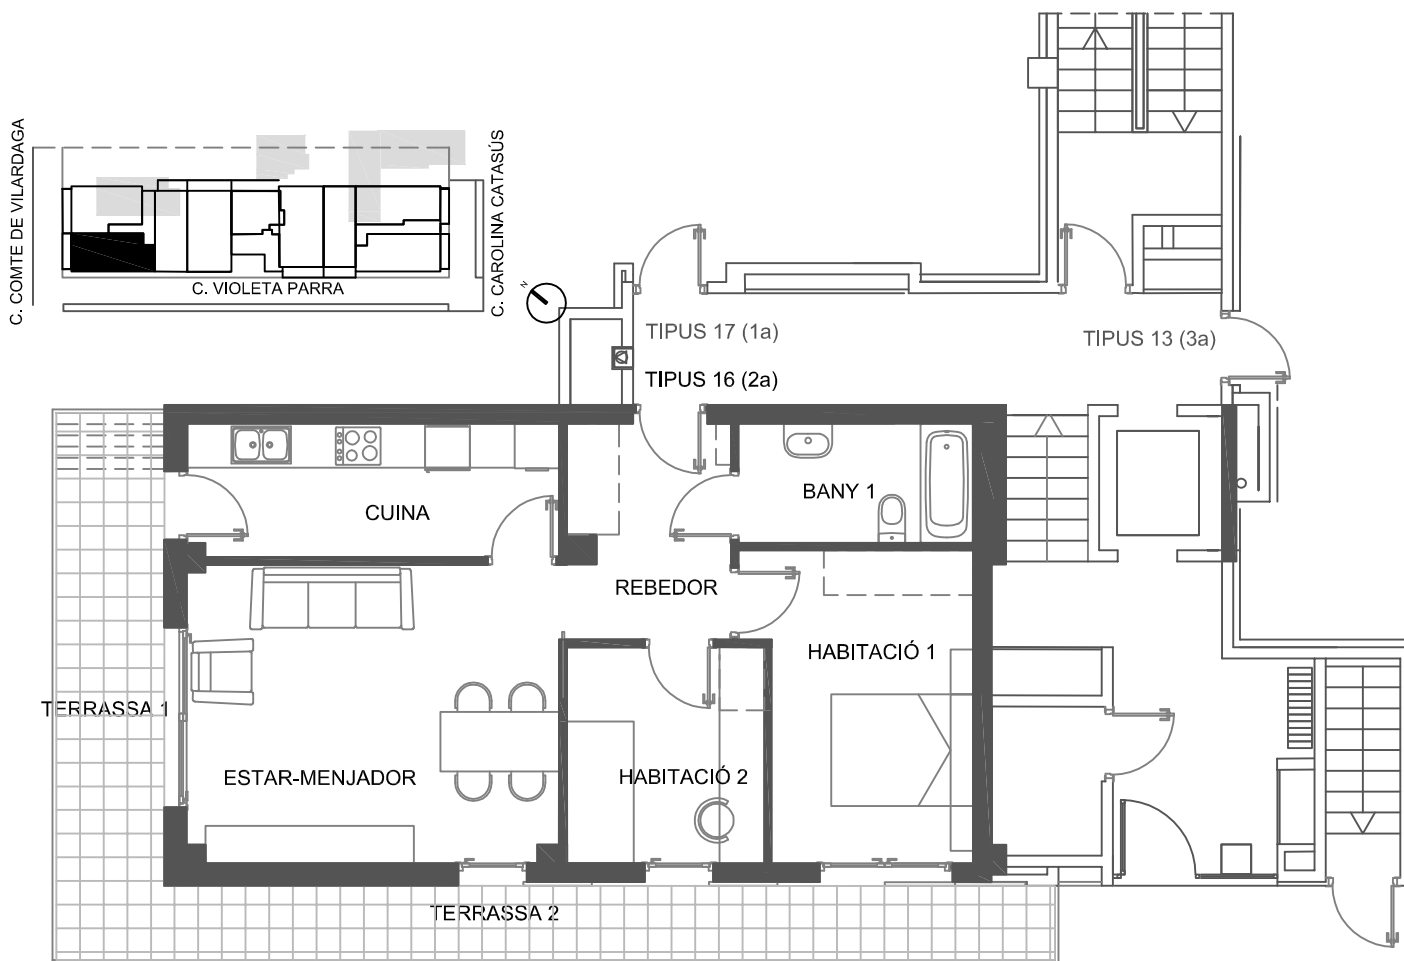 C. COMTE DE VILARDAGA
C. CAROLINA CATASÚS
C. VIOLETA PARRA
N
TIPUS 17 (1a)
TIPUS 13 (3a)
TIPUS 16 (2a)
CUINA
BANY 1
REBEDOR
HABITACIÓ 1
TERRASSA 1
ESTAR-MENJADOR
HABITACIÓ 2
TERRASSA 2